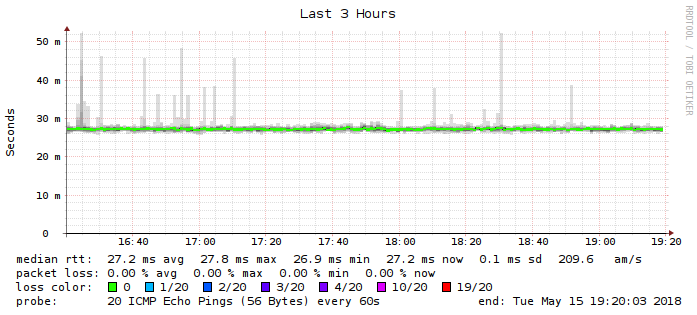 Last 3 Hours
RRDTOOL / TOBI OETIKER
Seconds
50 m
40 m
30 m
20 m
10 m
0
16:40 17:00 17:20 17:40 18:00 18:20 18:40 19:00 19:20
median rtt: 27.2 ms avg 27.8 ms max 26.9 ms min 27.2 ms now 0.1 ms sd 209.6 am/s
packet loss: 0.00 % avg 0.00 % max 0.00 % min 0.00 % now
loss color: 0 1/20 2/20 3/20 4/20 10/20 19/20
probe: 20 ICMP Echo Pings (56 Bytes) every 60s end: Tue May 15 19:20:03 2018